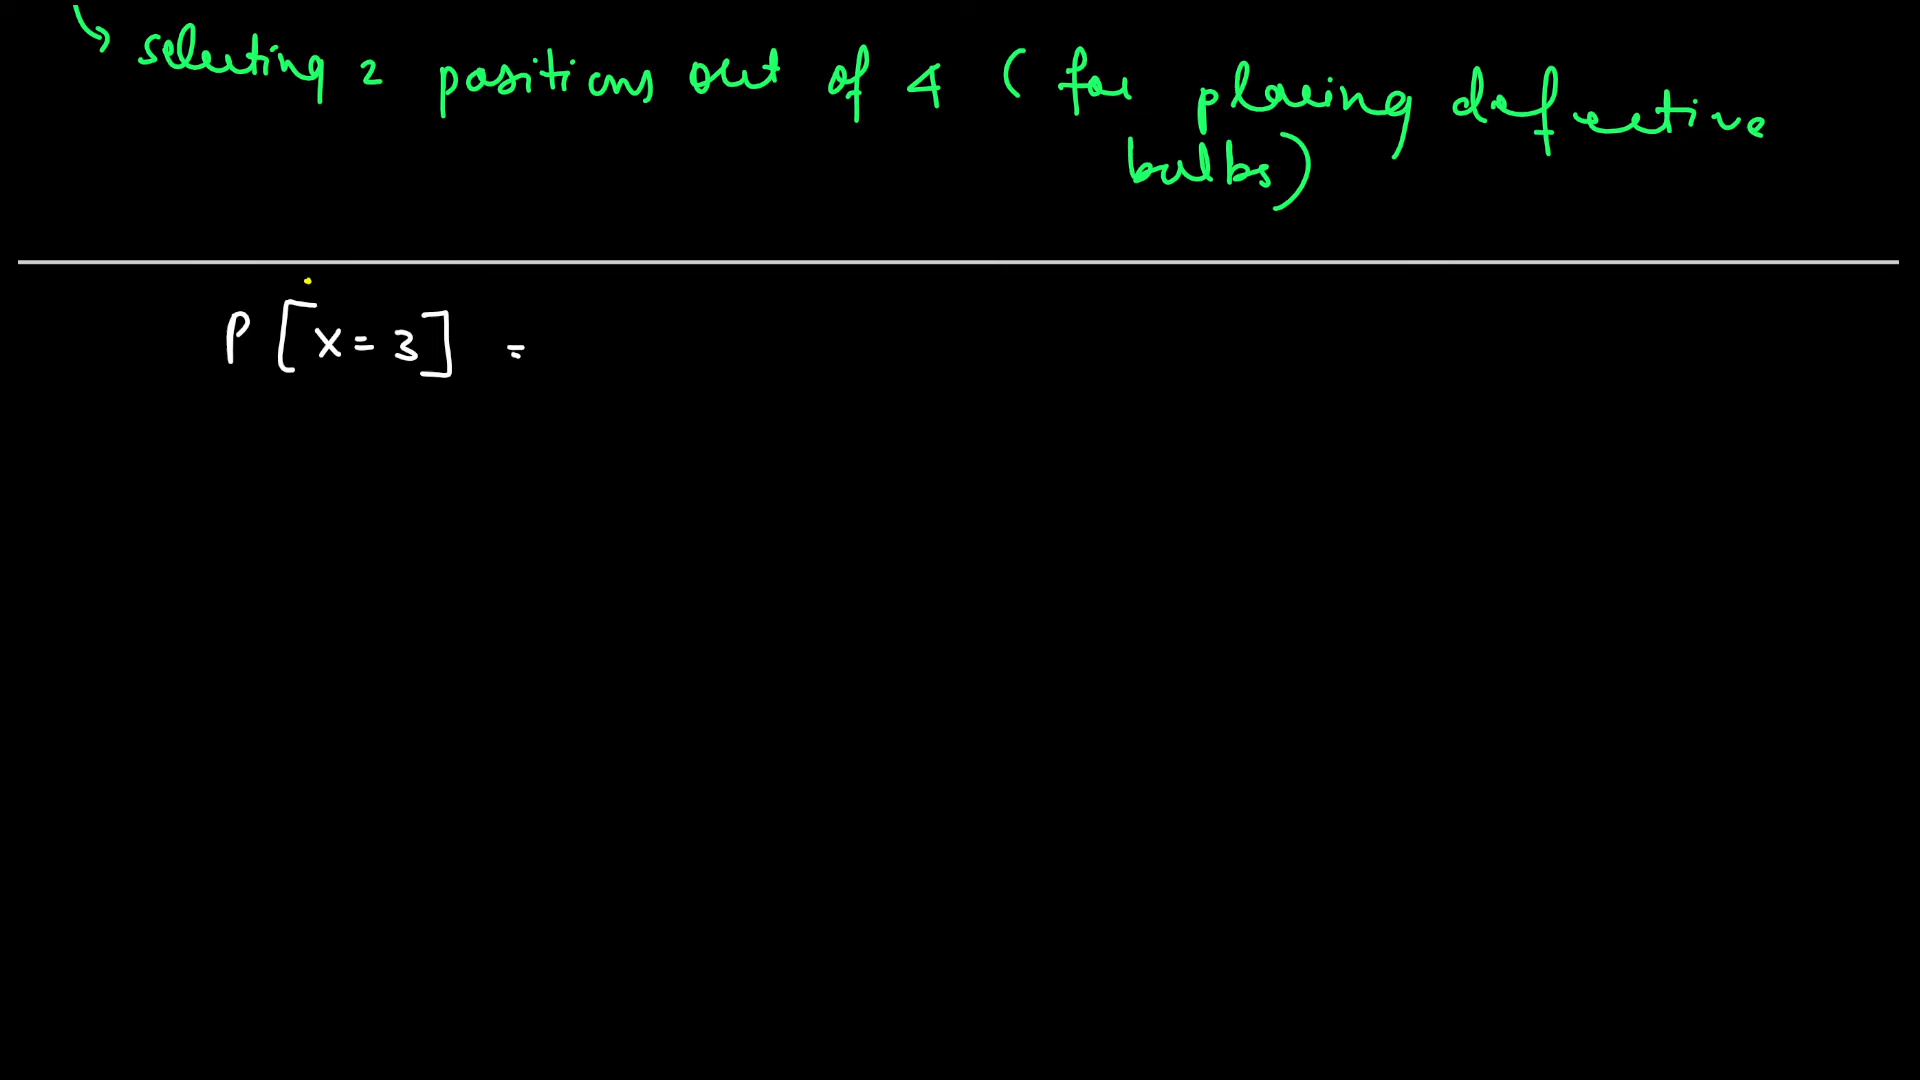 ↳ selecting 2 positions out of 4 (for placing defective
bulbs)
P[X=3] =